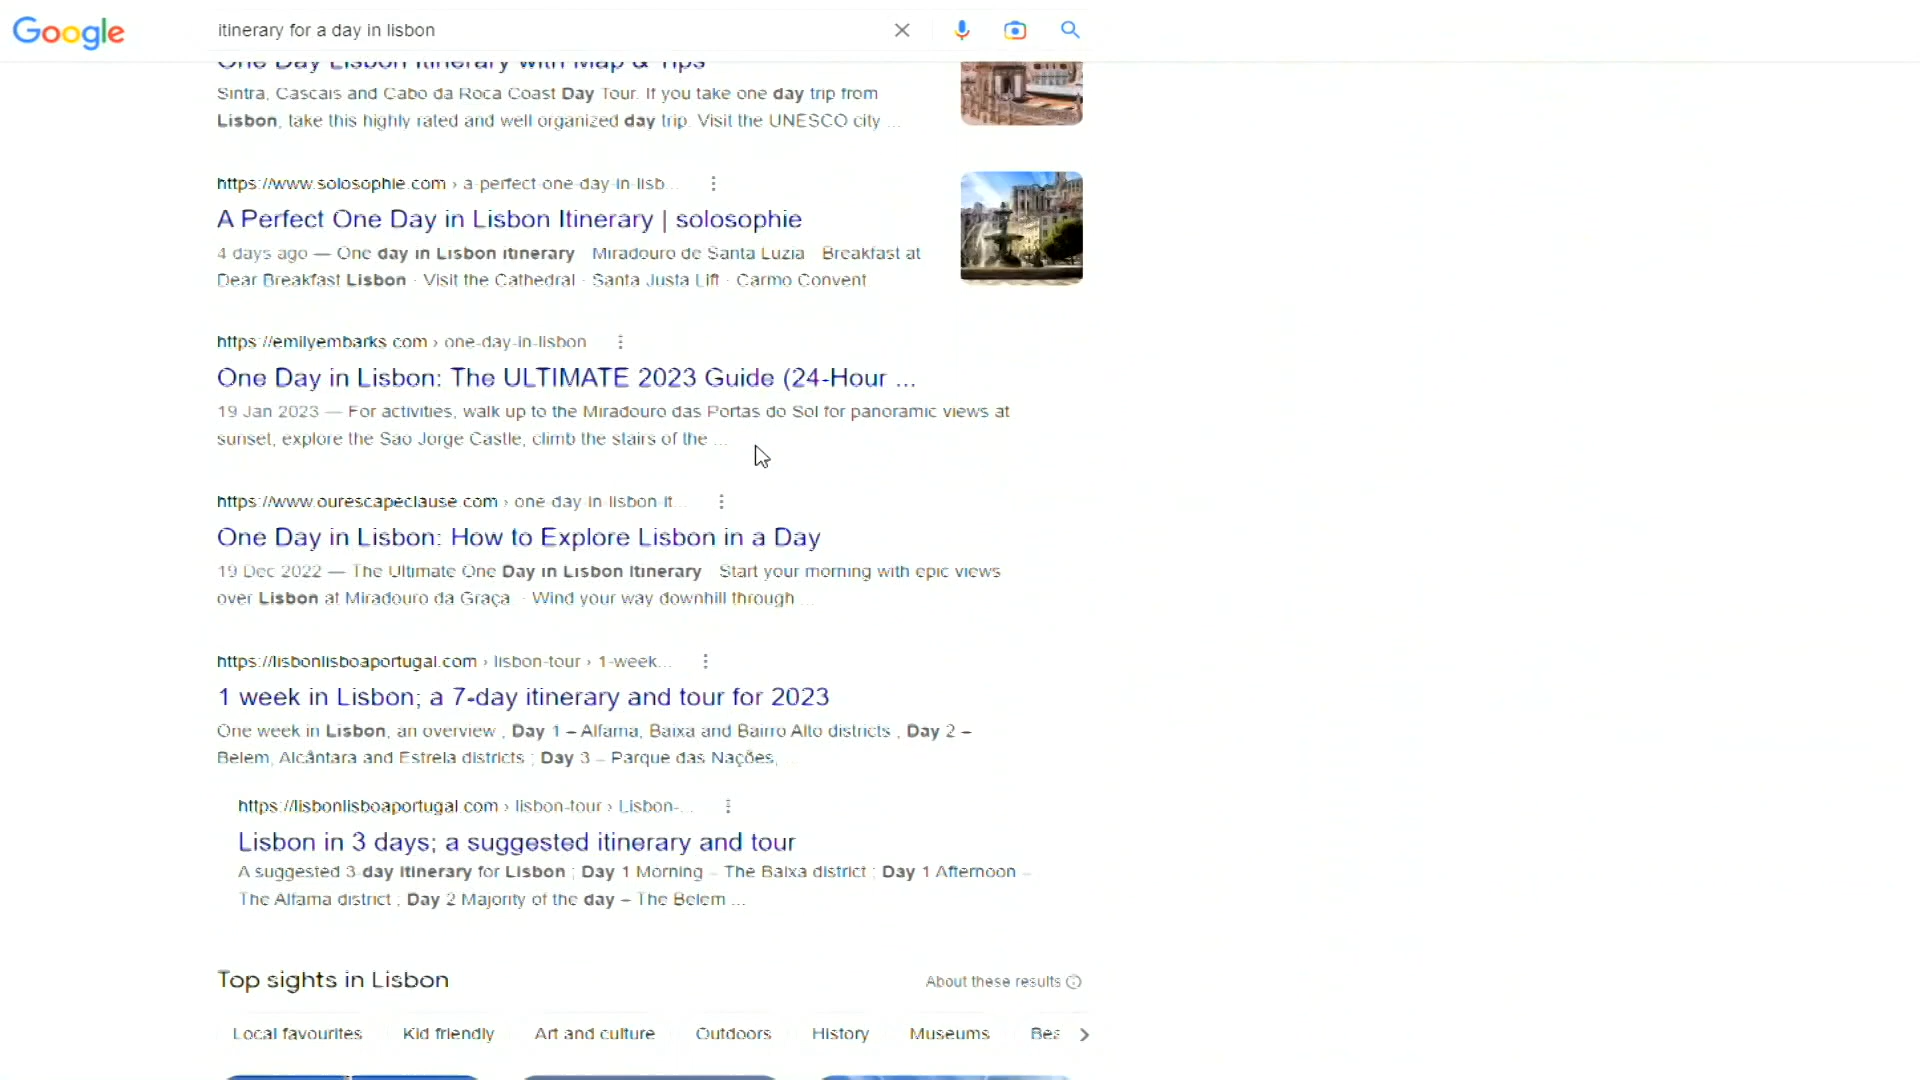 Google
itinerary for a day in lisbon
One Day Lisbon Itinerary with Map & Tips
Sintra, Cascais and Cabo da Roca Coast Day Tour. If you take one day trip from
Lisbon, take this highly rated and well organized day trip. Visit the UNESCO city ...
https://www.solosophie.com › a-perfect-one-day-in-lisb...
A Perfect One Day in Lisbon Itinerary | solosophie
4 days ago — One day in Lisbon itinerary · Miradouro de Santa Luzia · Breakfast at
Dear Breakfast Lisbon · Visit the Cathedral · Santa Justa Lift · Carmo Convent
https://emilyembarks.com › one-day-in-lisbon
One Day in Lisbon: The ULTIMATE 2023 Guide (24-Hour ...
19 Jan 2023 — For activities, walk up to the Miradouro das Portas do Sol for panoramic views at
sunset, explore the Sao Jorge Castle, climb the stairs of the ...
https://www.ourescapeclause.com › one-day-in-lisbon-it...
One Day in Lisbon: How to Explore Lisbon in a Day
19 Dec 2022 — The Ultimate One Day in Lisbon Itinerary · Start your morning with epic views
over Lisbon at Miradouro da Graça. · Wind your way downhill through ...
https://lisbonlisboaportugal.com › lisbon-tour › 1-week...
1 week in Lisbon; a 7-day itinerary and tour for 2023
One week in Lisbon, an overview ; Day 1 – Alfama, Baixa and Bairro Alto districts ; Day 2 –
Belem, Alcântara and Estrela districts ; Day 3 – Parque das Nações,
https://lisbonlisboaportugal.com › lisbon-tour › Lisbon-...
Lisbon in 3 days; a suggested itinerary and tour
A suggested 3-day itinerary for Lisbon ; Day 1 Morning – The Baixa district ; Day 1 Afternoon –
The Alfama district ; Day 2 Majority of the day – The Belem ...
Top sights in Lisbon
About these results
Local favourites Kid friendly Art and culture Outdoors History Museums Bea